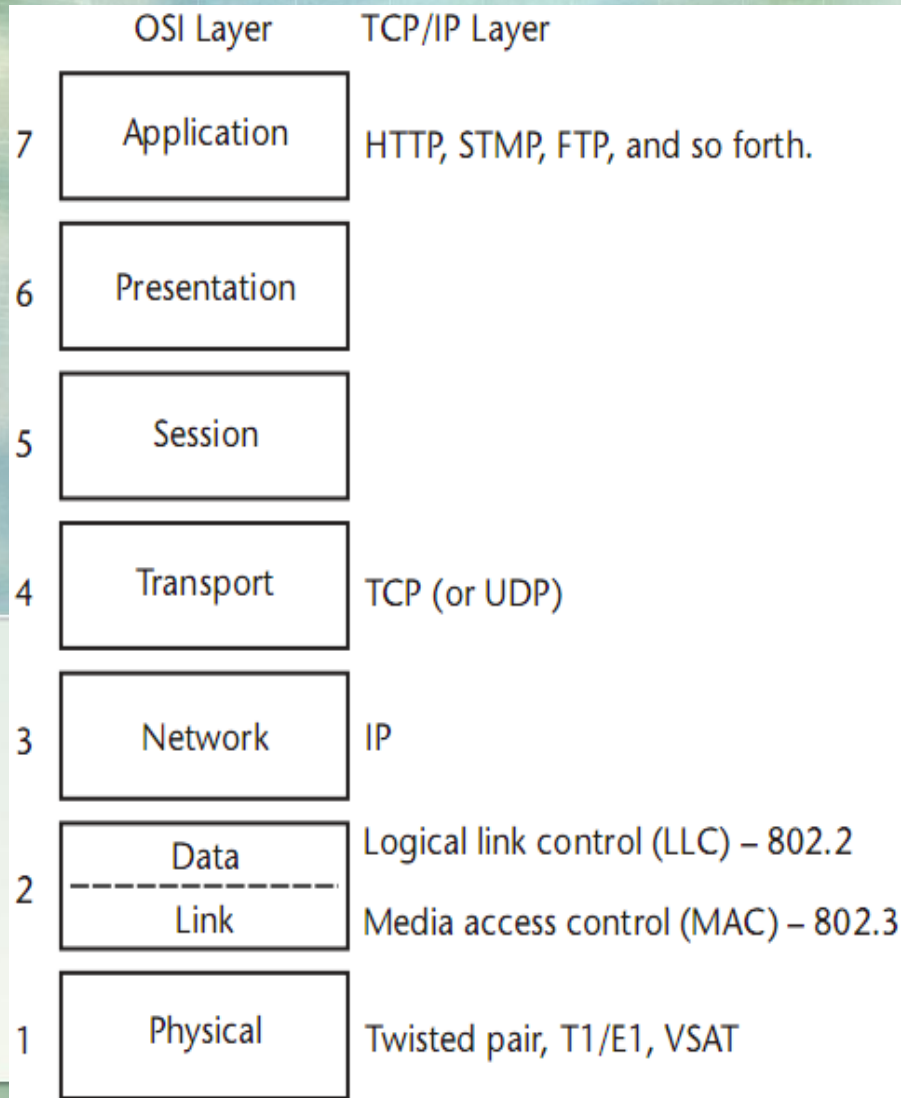 OSI Layer TCP/IP Layer
7 Application HTTP, STMP, FTP, and so forth.
6 Presentation
5 Session
4 Transport TCP (or UDP)
3 Network IP
Data Logical link control (LLC) – 802.2
2
Link Media access control (MAC) – 802.3
1 Physical Twisted pair, T1/E1, VSAT